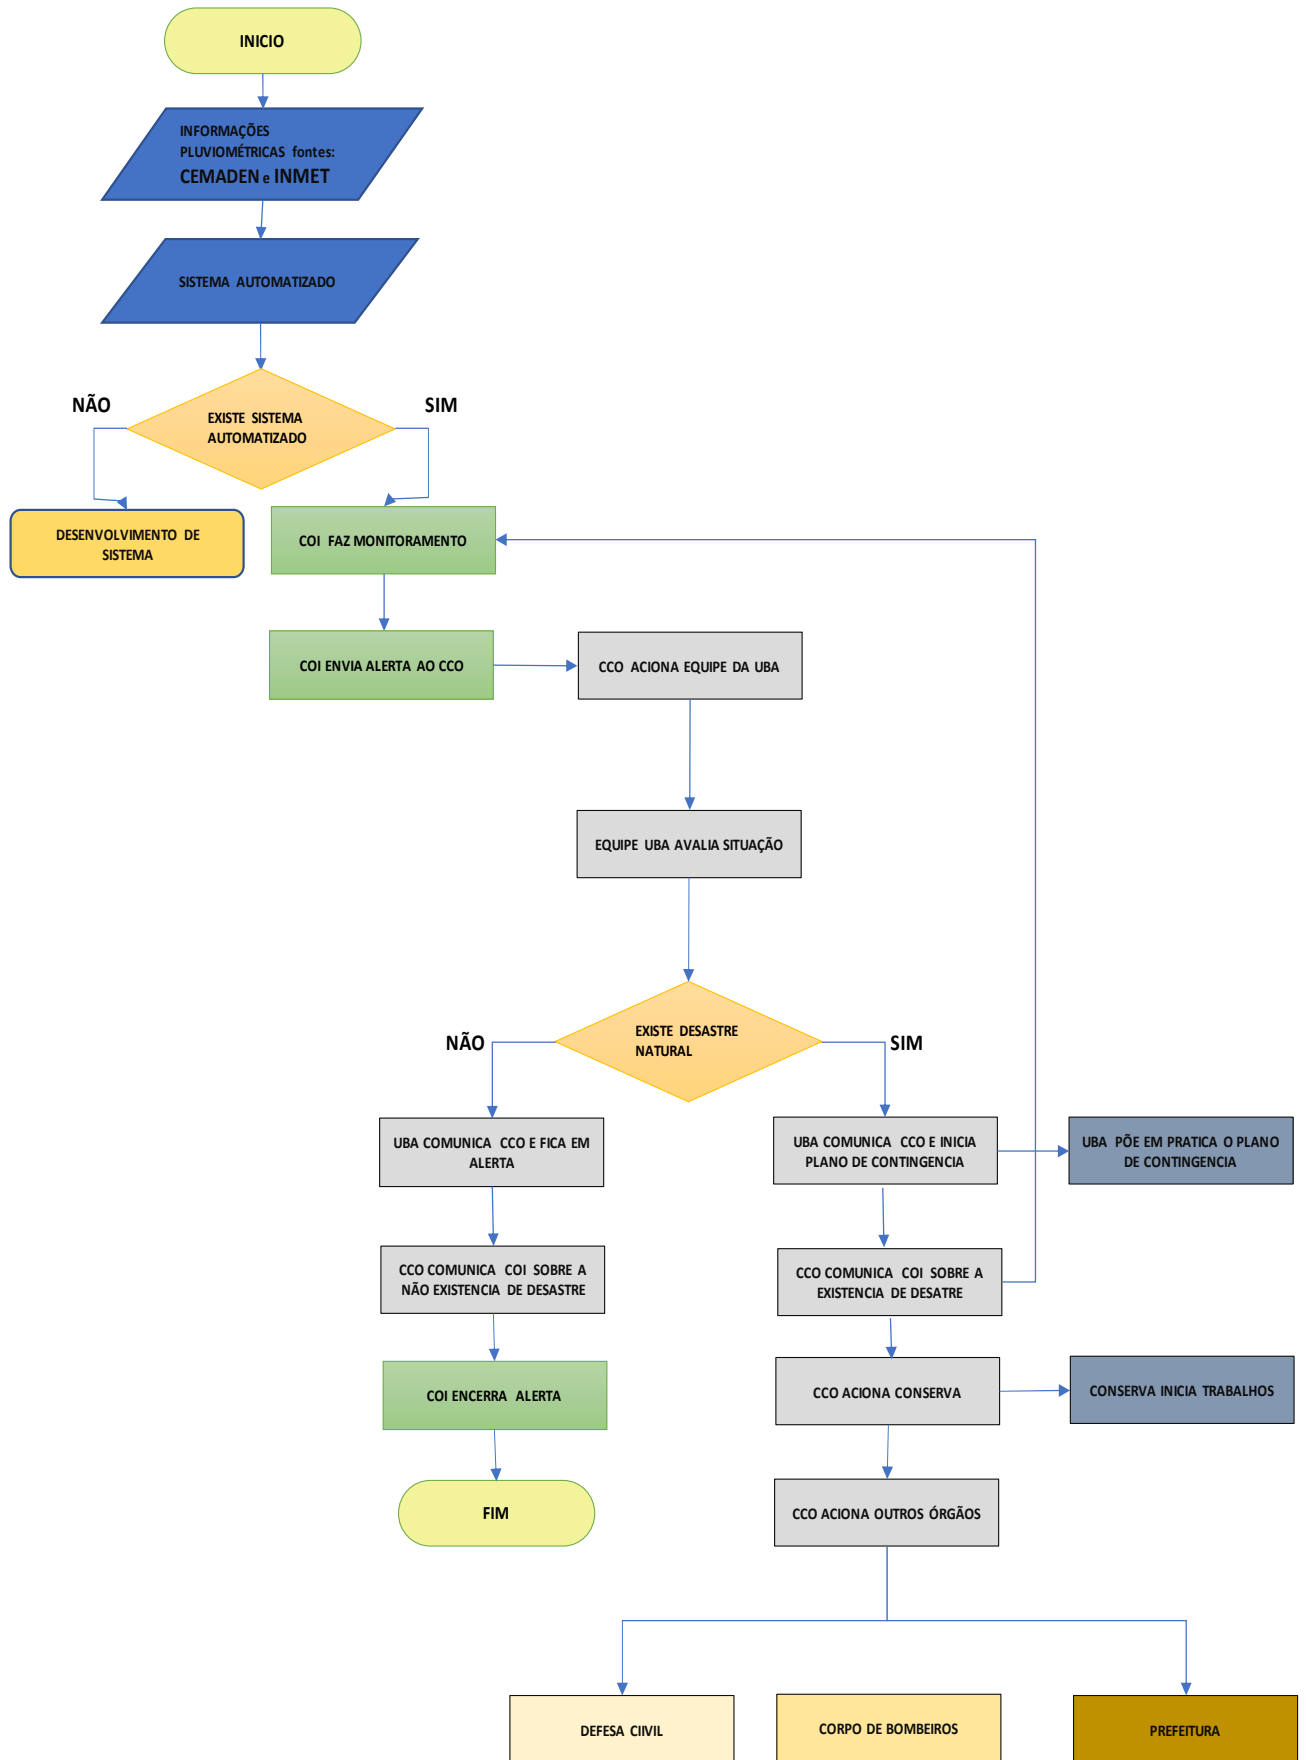 INICIO
INFORMAÇÕES
PLUVIOMÉTRICAS fontes:
CEMADEN e INMET
SISTEMA AUTOMATIZADO
NÃO
SIM
EXISTE SISTEMA
AUTOMATIZADO
DESENVOLVIMENTO DE
SISTEMA
COI FAZ MONITORAMENTO
COI ENVIA ALERTA AO CCO
CCO ACIONA EQUIPE DA UBA
EQUIPE UBA AVALIA SITUAÇÃO
EXISTE DESASTRE
NATURAL
NÃO
SIM
UBA COMUNICA CCO E FICA EM
ALERTA
UBA COMUNICA CCO E INICIA
PLANO DE CONTINGENCIA
UBA PÕE EM PRATICA O PLANO
DE CONTINGENCIA
CCO COMUNICA COI SOBRE A
NÃO EXISTENCIA DE DESASTRE
CCO COMUNICA COI SOBRE A
EXISTENCIA DE DESATRE
COI ENCERRA ALERTA
CCO ACIONA CONSERVA
CONSERVA INICIA TRABALHOS
FIM
CCO ACIONA OUTROS ÓRGÃOS
DEFESA CIIVIL
CORPO DE BOMBEIROS
PREFEITURA